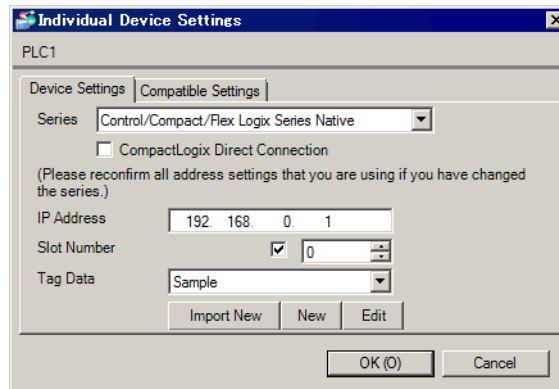 Individual Device Settings
PLC1
Device Settings Compatible Settings
Series Control/Compact/Flex Logix Series Native
CompactLogix Direct Connection
(Please reconfirm all address settings that you are using if you have changed
the series.)
IP Address 192. 168. 0. 1
Slot Number 0
Tag Data Sample
Import New New Edit
OK (O) Cancel